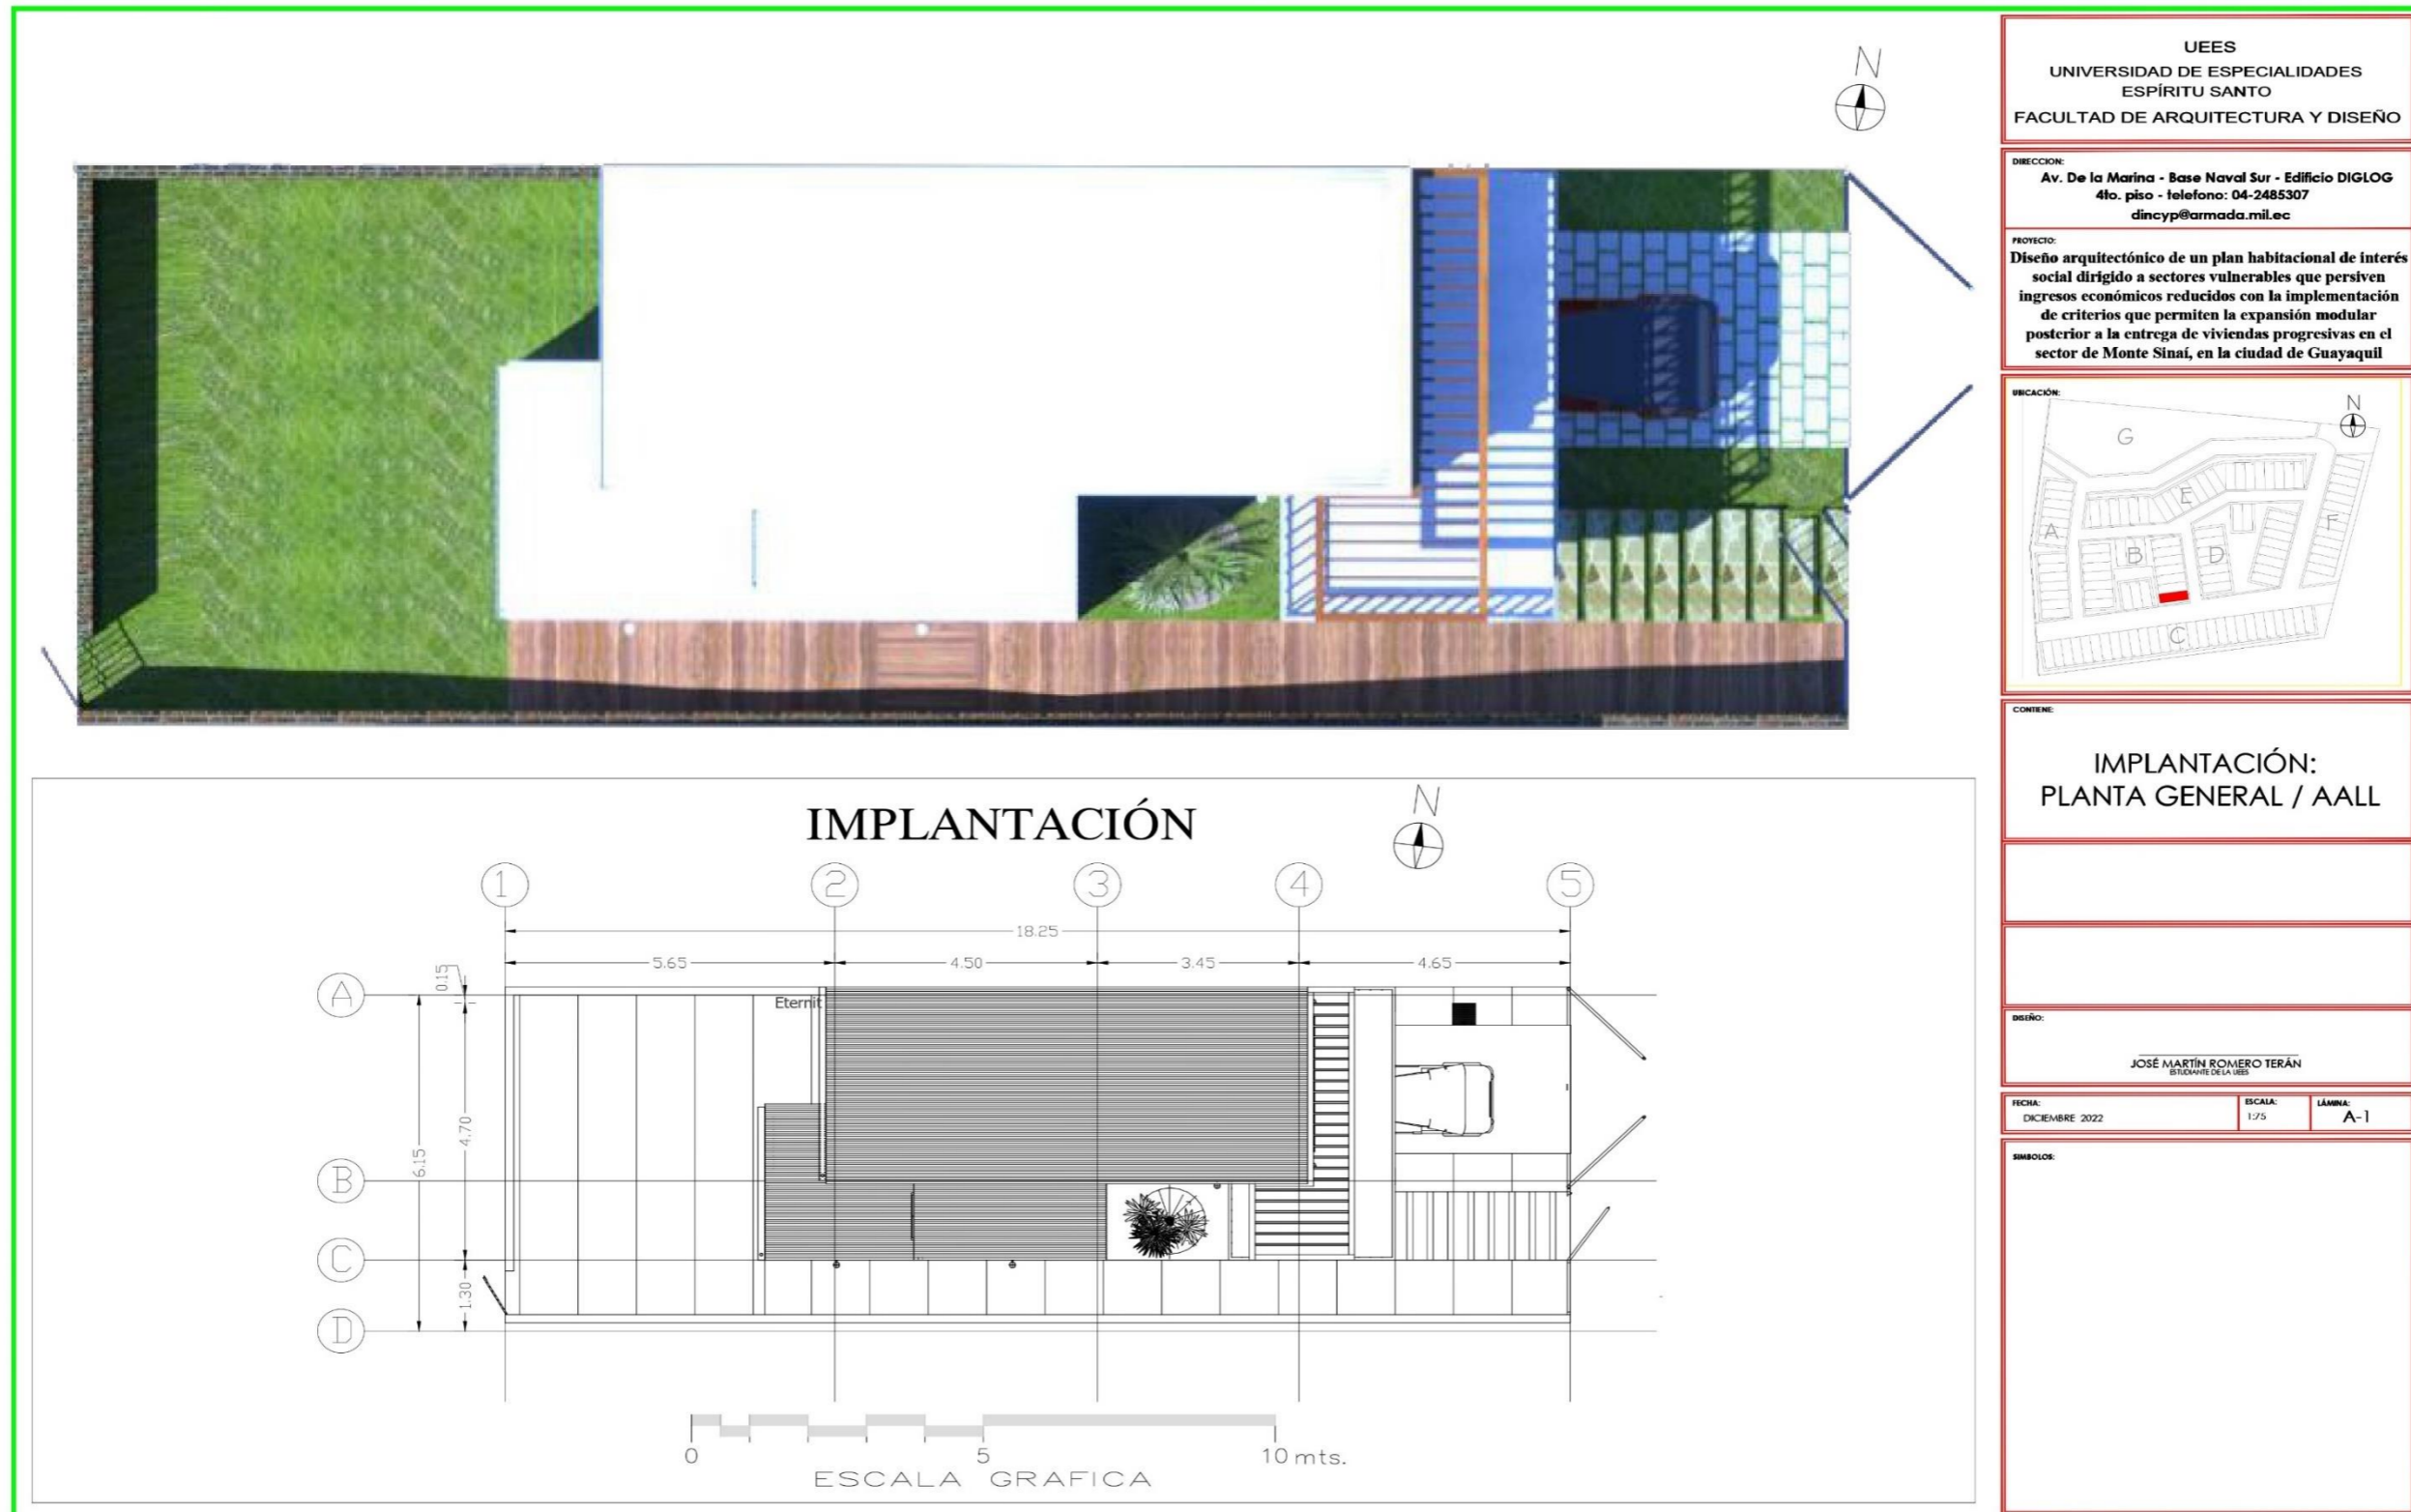 N
UEES
UNIVERSIDAD DE ESPECIALIDADES
ESPÍRITU SANTO
FACULTAD DE ARQUITECTURA Y DISEÑO
DIRECCION:
Av. De la Marina - Base Naval Sur - Edificio DIGLOG
4to. piso - telefono: 04-2485307
dincyp@armada.mil.ec
PROYECTO:
Diseño arquitectónico de un plan habitacional de interés
social dirigido a sectores vulnerables que persiven
ingresos económicos reducidos con la implementación
de criterios que permiten la expansión modular
posterior a la entrega de viviendas progresivas en el
sector de Monte Sinaí, en la ciudad de Guayaquil
UBICACIÓN:
N
G
E
A
F
B
D
C
CONTIENE:
IMPLANTACIÓN:
PLANTA GENERAL / AALL
DISEÑO:
JOSÉ MARTÍN ROMERO TERÁN
ESTUDIANTE DE LA UEES
FECHA:
DICIEMBRE 2022
ESCALA:
1:75
LÁMINA:
A-1
SIMBOLOS:
IMPLANTACIÓN
N
1 2 3 4 5
18.25
5.65 4.50 3.45 4.65
0.15
A
Eternit
4.70
6.15
B
C
1.30
D
0 5 10 mts.
ESCALA GRAFICA